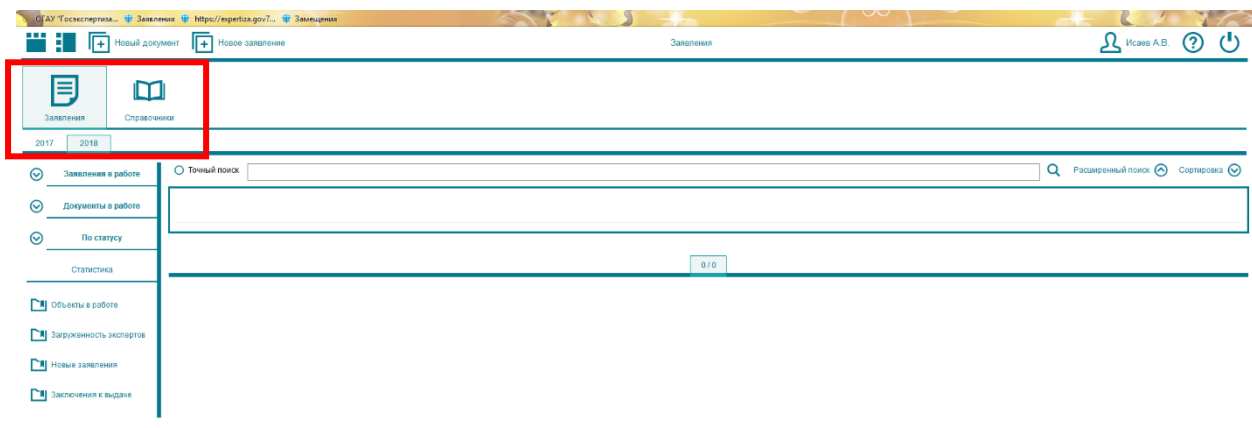 ОГАУ "Госэкспертиза... Заявления https://expertiza.gov7... Замещения
Новый документ Новое заявление Заявления Исаев А.В.
Заявления Справочники
2017 2018
Заявления в работе Точный поиск Расширенный поиск Сортировка
Документы в работе
По статусу
0 / 0
Статистика
Объекты в работе
Загруженность экспертов
Новые заявления
Заключения к выдаче